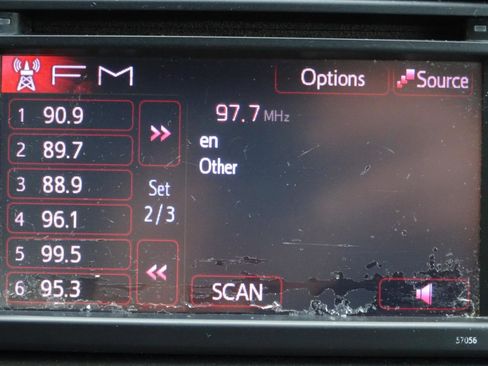 FM
Options
Source
1 90.9
97.7 MHz
en
2 89.7
Other
3 88.9
Set
2/3
4 96.1
5 99.5
6 95.3
SCAN
57056